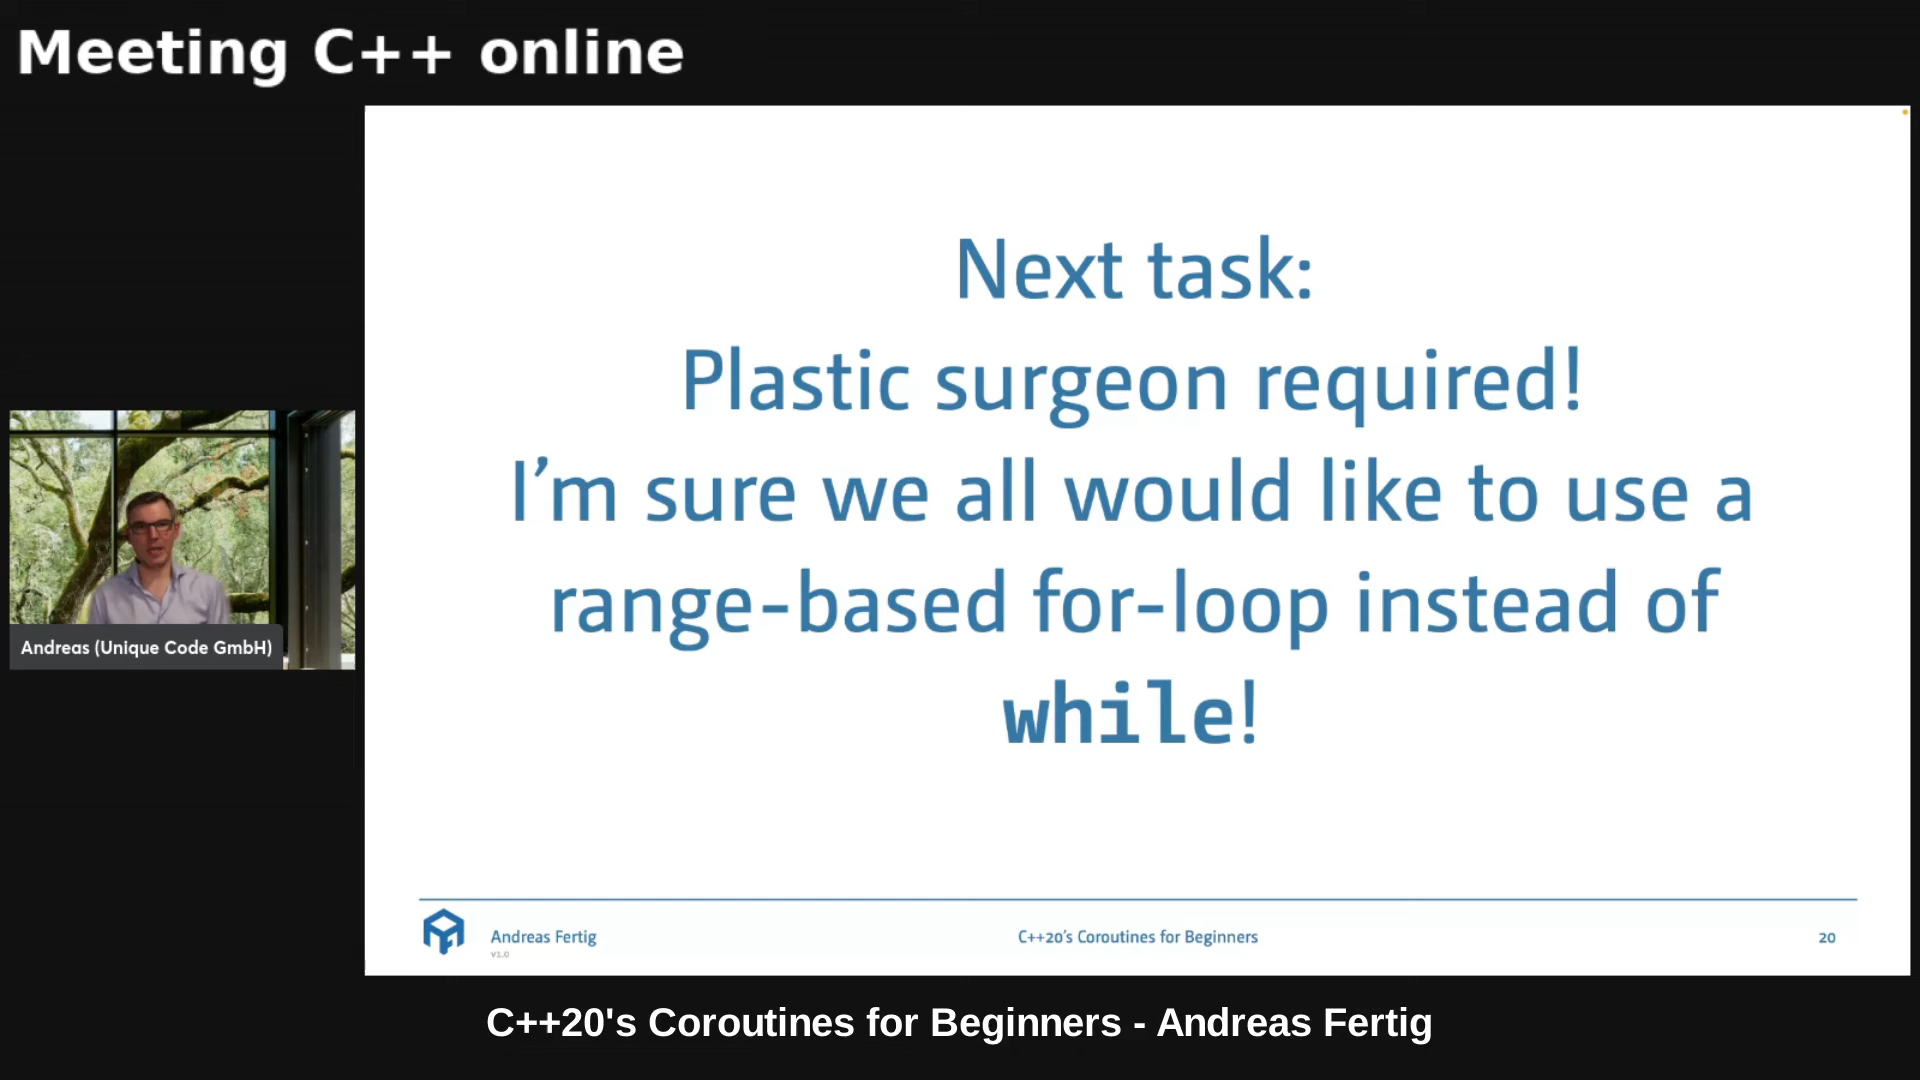 Meeting C++ online
Next task:
Plastic surgeon required!
I’m sure we all would like to use a
range-based for-loop instead of
while!
Andreas (Unique Code GmbH)
Andreas Fertig
v1.0
C++20’s Coroutines for Beginners
20
C++20's Coroutines for Beginners - Andreas Fertig